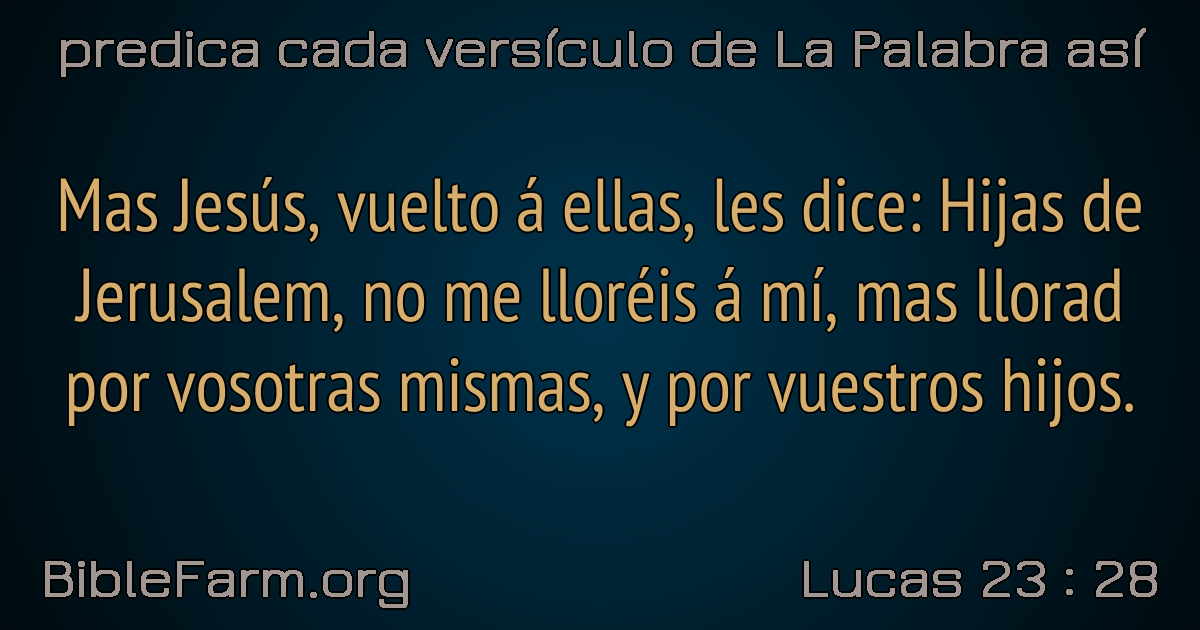 predica cada versículo de La Palabra así
Mas Jesús, vuelto á ellas, les dice: Hijas de
Jerusalem, no me lloréis á mí, mas llorad
por vosotras mismas, y por vuestros hijos.
BibleFarm.org
Lucas 23 : 28